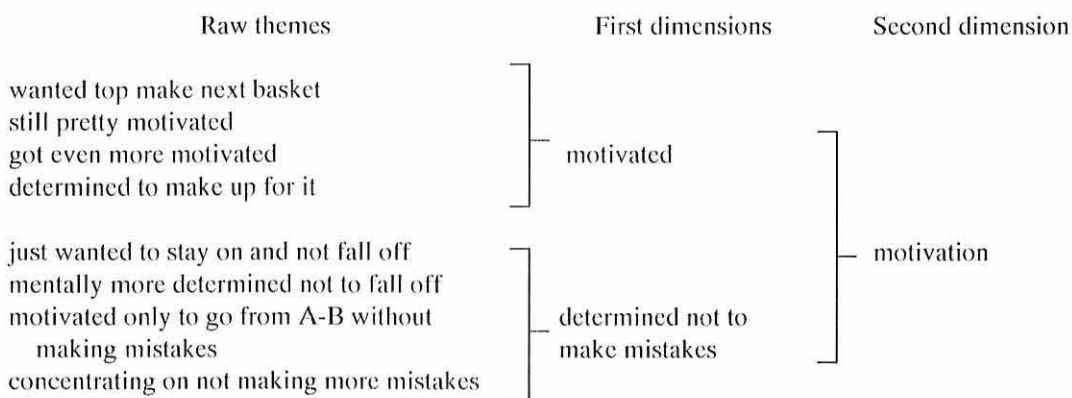 Raw themes First dimensions Second dimension
wanted top make next basket
still pretty motivated
got even more motivated
determined to make up for it
motivated
just wanted to stay on and not fall off
mentally more determined not to fall off
motivated only to go from A-B without
making mistakes
concentrating on not making more mistakes
determined not to
make mistakes
motivation